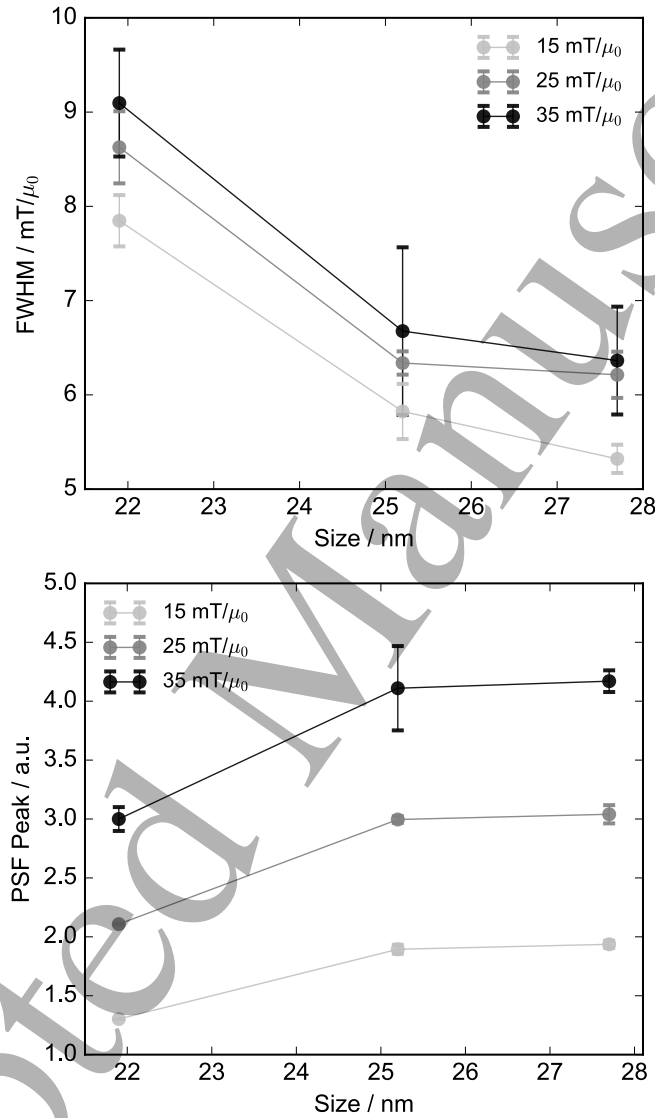 10
9
8
7
6
5
FWHM / mT/μ₀
15 mT/μ₀
25 mT/μ₀
35 mT/μ₀
22 23 24 25 26 27 28
Size / nm
5.0
4.5
4.0
3.5
3.0
2.5
2.0
1.5
1.0
PSF Peak / a.u.
15 mT/μ₀
25 mT/μ₀
35 mT/μ₀
22 23 24 25 26 27 28
Size / nm
pted Manusc